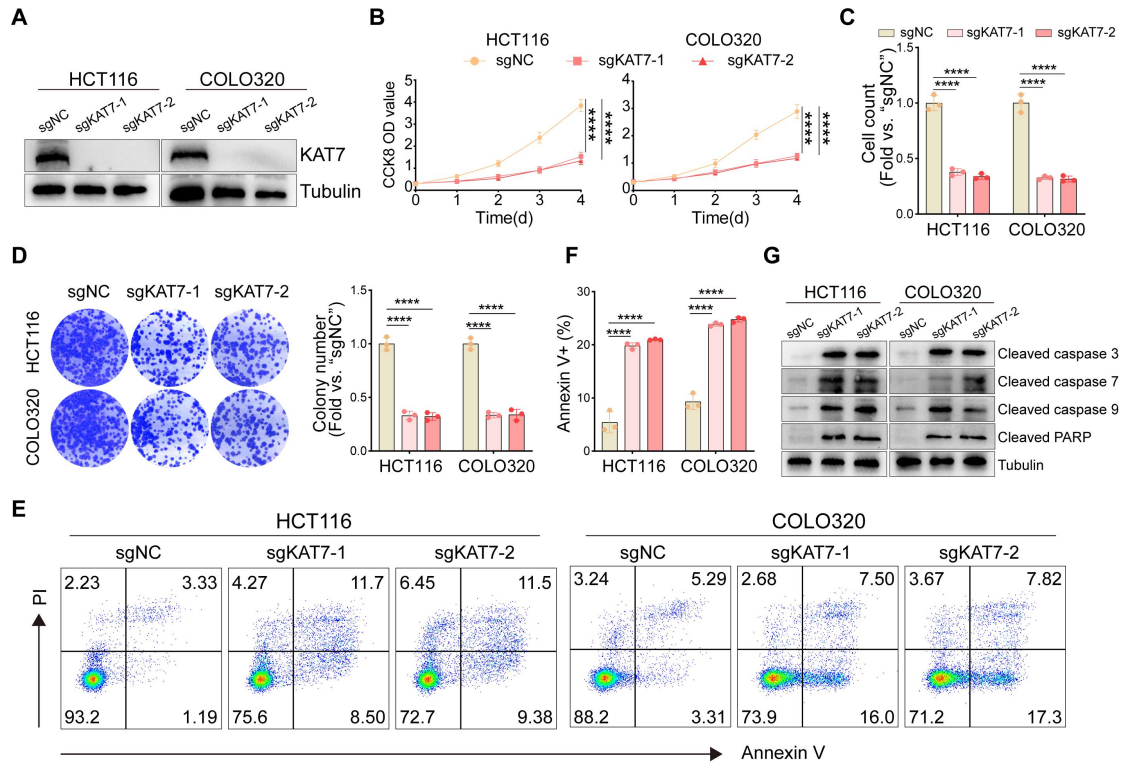 A
HCT116 COLO320
sgNC sgKAT7-1 sgKAT7-2 sgNC sgKAT7-1 sgKAT7-2
KAT7
Tubulin
B
HCT116 COLO320
sgNC sgKAT7-1 sgKAT7-2
CCK8 OD value
5
4
3
2
1
0
0 1 2 3 4
Time(d)
**** ****
4
3
2
1
0
0 1 2 3 4
Time(d)
**** ****
C
sgNC sgKAT7-1 sgKAT7-2
Cell count
(Fold vs. “sgNC”)
1.5
1.0
0.5
0.0
**** ****
**** ****
HCT116 COLO320
D
sgNC sgKAT7-1 sgKAT7-2
HCT116
COLO320
Colony number
(Fold vs. “sgNC”)
1.5
1.0
0.5
0.0
**** ****
**** ****
HCT116 COLO320
F
Annexin V+ (%)
30
20
10
0
**** ****
**** ****
HCT116 COLO320
G
HCT116 COLO320
sgNC sgKAT7-1 sgKAT7-2 sgNC sgKAT7-1 sgKAT7-2
Cleaved caspase 3
Cleaved caspase 7
Cleaved caspase 9
Cleaved PARP
Tubulin
E
HCT116 COLO320
sgNC sgKAT7-1 sgKAT7-2 sgNC sgKAT7-1 sgKAT7-2
PI
2.23 3.33 4.27 11.7 6.45 11.5 3.24 5.29 2.68 7.50 3.67 7.82
93.2 1.19 75.6 8.50 72.7 9.38 88.2 3.31 73.9 16.0 71.2 17.3
Annexin V